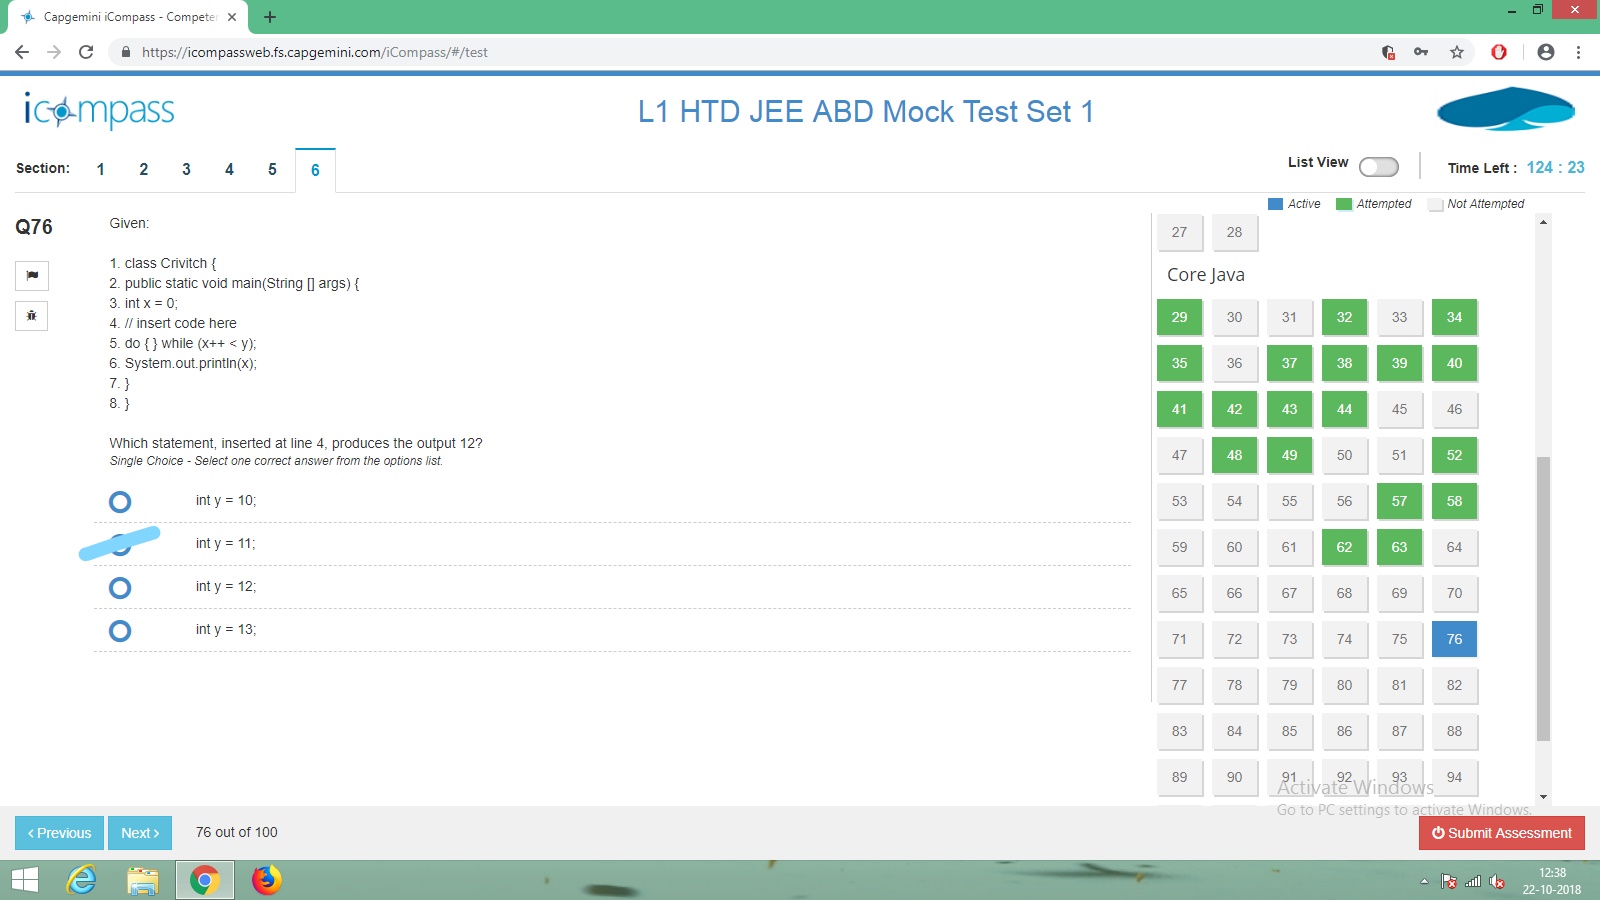 Capgemini iCompass - Competen
https://icompassweb.fs.capgemini.com/iCompass/#/test
icompass
L1 HTD JEE ABD Mock Test Set 1
Section: 1 2 3 4 5 6
List View
Time Left : 124 : 23
Active Attempted Not Attempted
Q76
Given:
1. class Crivitch {
2. public static void main(String [] args) {
3. int x = 0;
4. // insert code here
5. do { } while (x++ < y);
6. System.out.println(x);
7. }
8. }
Which statement, inserted at line 4, produces the output 12?
Single Choice - Select one correct answer from the options list.
int y = 10;
int y = 11;
int y = 12;
int y = 13;
27 28
Core Java
29 30 31 32 33 34
35 36 37 38 39 40
41 42 43 44 45 46
47 48 49 50 51 52
53 54 55 56 57 58
59 60 61 62 63 64
65 66 67 68 69 70
71 72 73 74 75 76
77 78 79 80 81 82
83 84 85 86 87 88
89 90 91 92 93 94
Activate Windows
Go to PC settings to activate Windows.
Previous Next 76 out of 100
Submit Assessment
12:38
22-10-2018